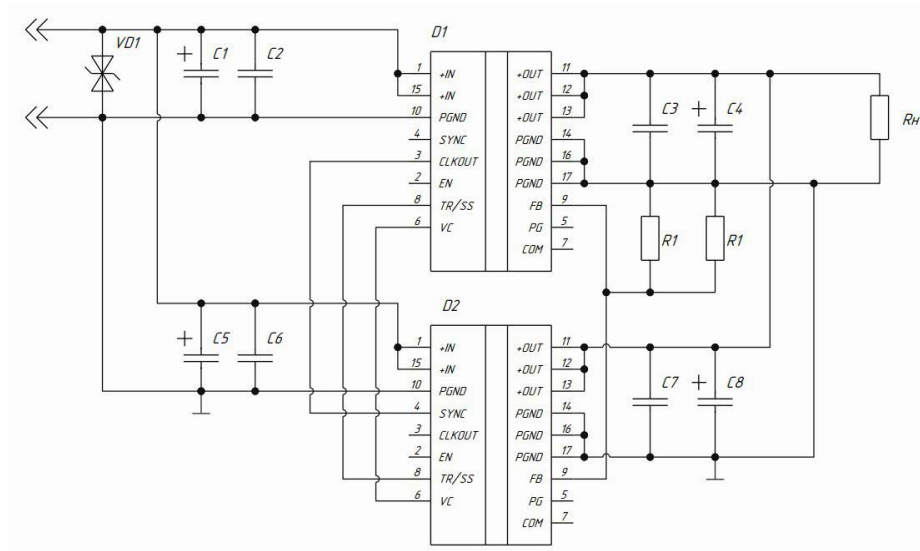 D1
VD1
+ C1 C2
1 +IN +OUT 11
15 +IN +OUT 12
+OUT 13
10 PGND PGND 14
4 SYNC PGND 16
3 CLKOUT PGND 17
2 EN FB 9
8 TR/SS PG 5
6 VC COM 7
C3 + C4 Rн
R1 R1
D2
+ C5 C6
1 +IN +OUT 11
15 +IN +OUT 12
+OUT 13
10 PGND PGND 14
4 SYNC PGND 16
3 CLKOUT PGND 17
2 EN FB 9
8 TR/SS PG 5
6 VC COM 7
C7 + C8